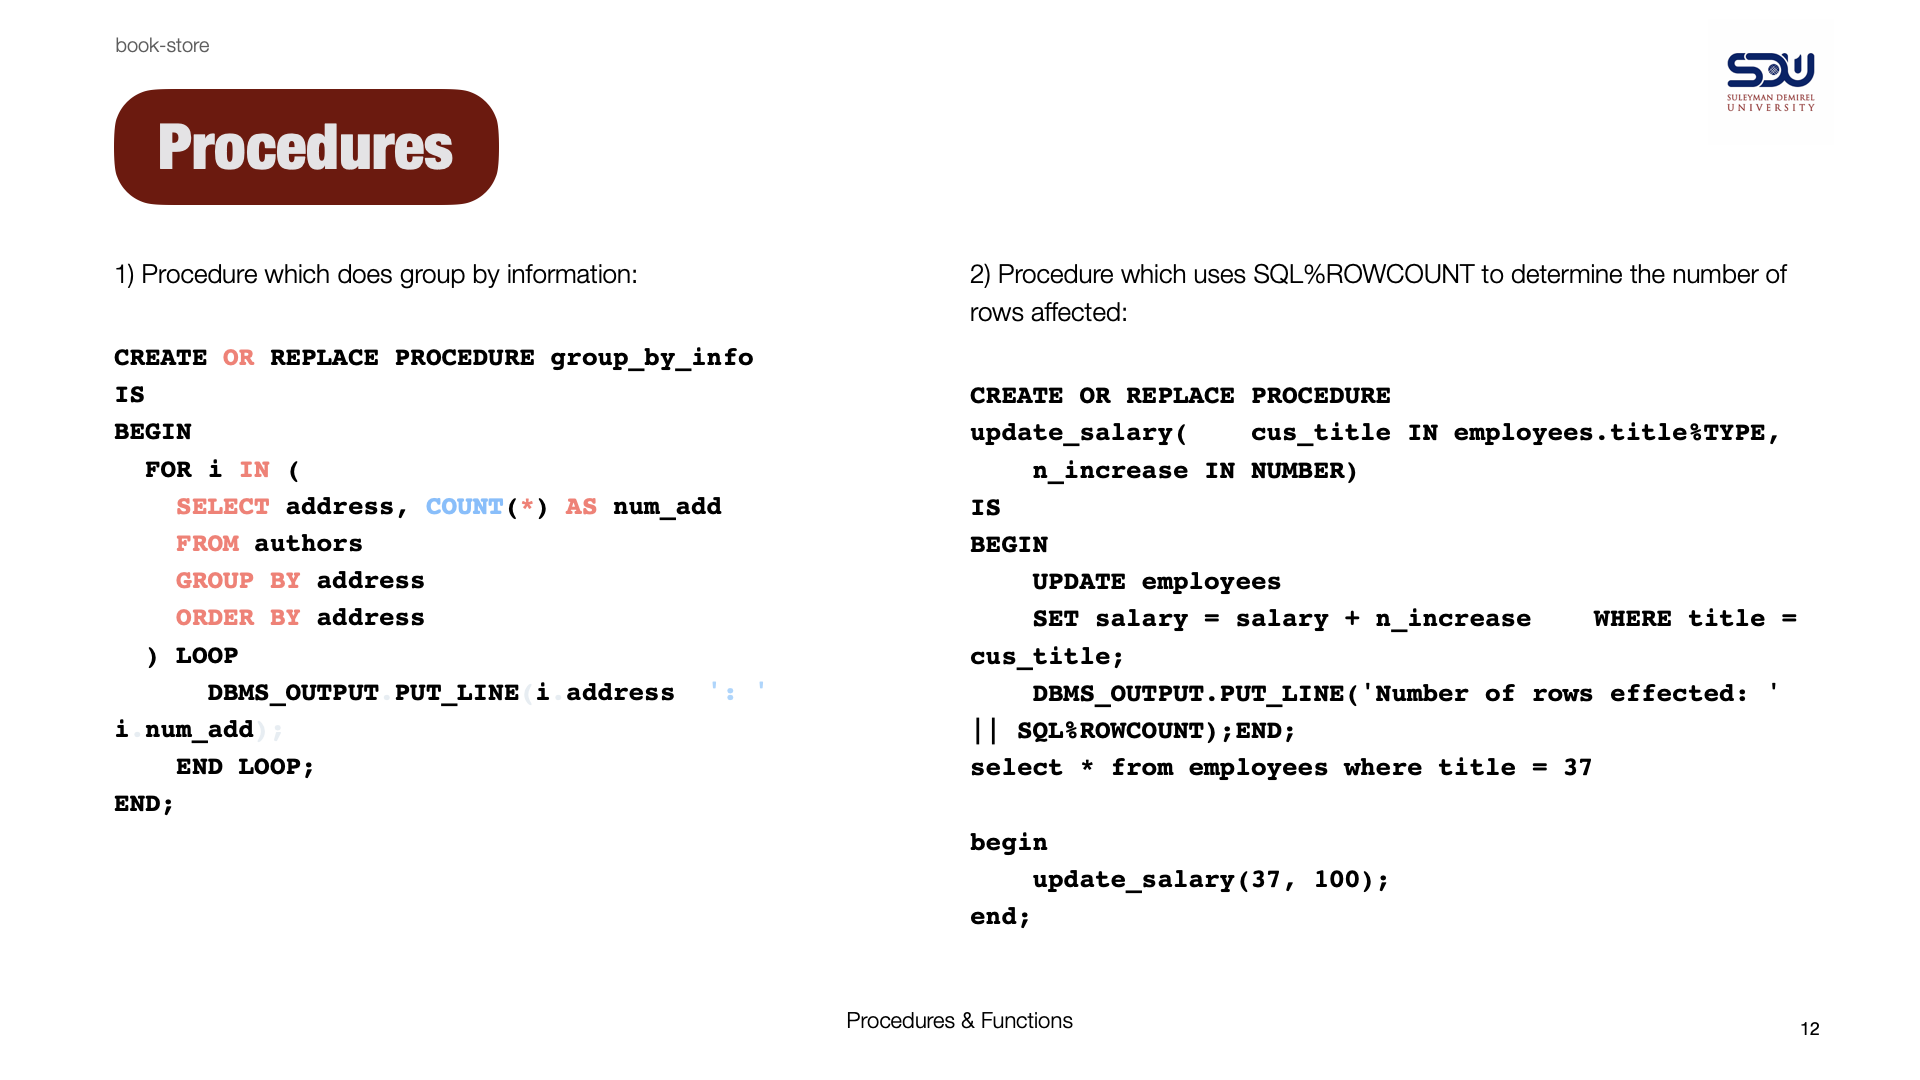 book-store
SDU
SULEYMAN DEMIREL
UNIVERSITY
Procedures
1) Procedure which does group by information:
CREATE OR REPLACE PROCEDURE group_by_info
IS
BEGIN
  FOR i IN (
    SELECT address, COUNT(*) AS num_add
    FROM authors
    GROUP BY address
    ORDER BY address
  ) LOOP
      DBMS_OUTPUT.PUT_LINE(i.address  ': '
i.num_add);
    END LOOP;
END;
2) Procedure which uses SQL%ROWCOUNT to determine the number of
rows affected:
CREATE OR REPLACE PROCEDURE
update_salary(    cus_title IN employees.title%TYPE,
    n_increase IN NUMBER)
IS
BEGIN
    UPDATE employees
    SET salary = salary + n_increase    WHERE title =
cus_title;
    DBMS_OUTPUT.PUT_LINE('Number of rows effected: '
|| SQL%ROWCOUNT);END;
select * from employees where title = 37
begin
    update_salary(37, 100);
end;
Procedures & Functions
12